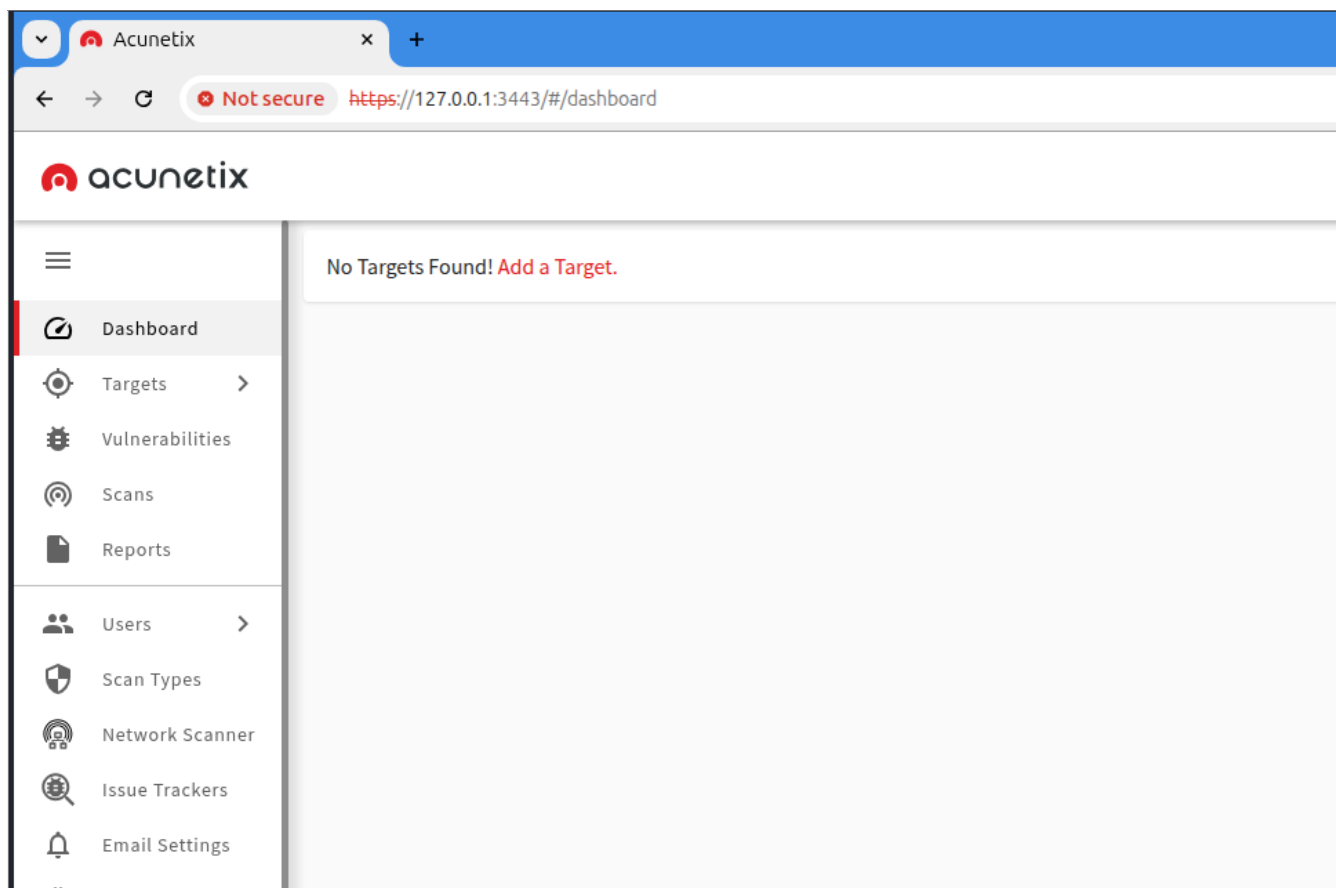 Acunetix
Not secure https://127.0.0.1:3443/#/dashboard
acunetix
No Targets Found! Add a Target.
Dashboard
Targets
Vulnerabilities
Scans
Reports
Users
Scan Types
Network Scanner
Issue Trackers
Email Settings